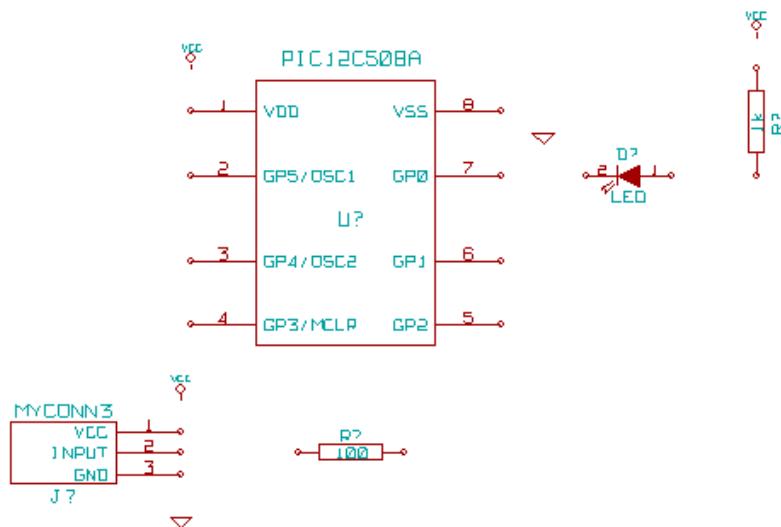 VCC
VCC
PIC12C508A
1 VDD VSS 8
1k R?
2 GP5/OSC1 GP0 7
D?
2 1
LED
U?
3 GP4/OSC2 GP1 6
4 GP3/MCLR GP2 5
VCC
MYCONN3
VCC 1
INPUT 2
GND 3
J?
R?
100